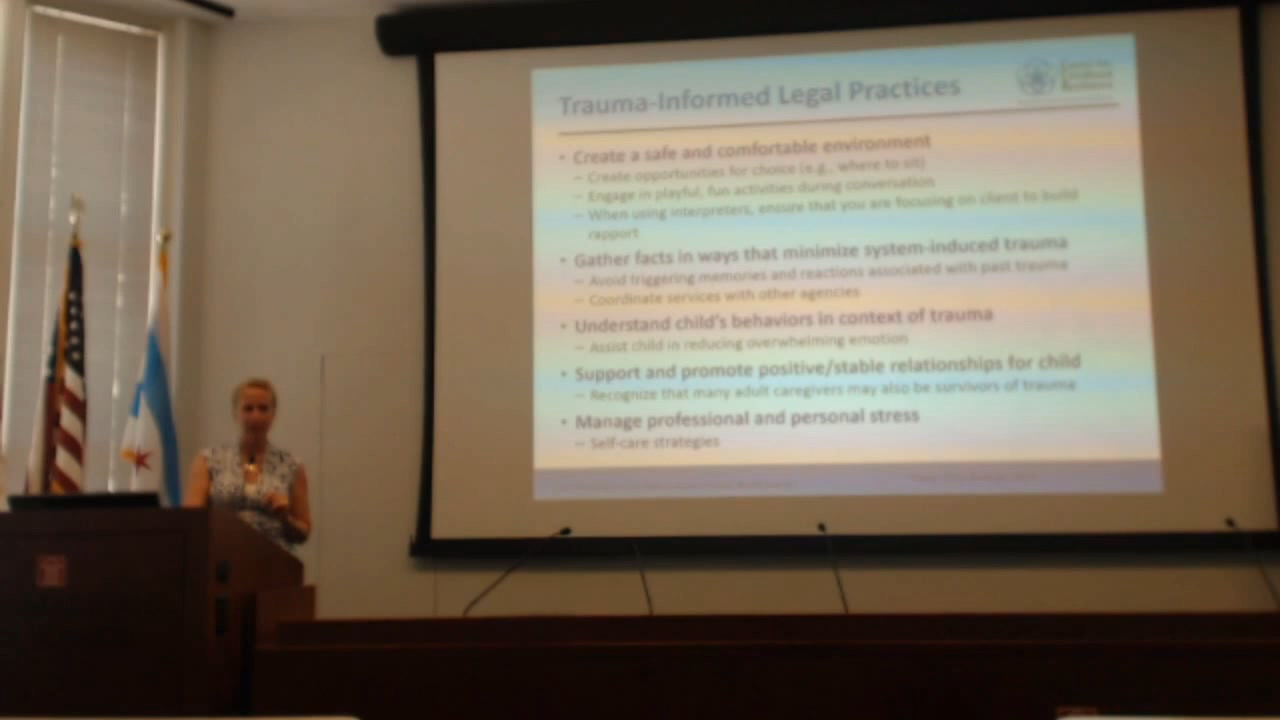 Trauma-Informed Legal Practices
• Create a safe and comfortable environment
– Create opportunities for choice (e.g., where to sit)
– Engage in playful, fun activities during conversation
– When using interpreters, ensure that you are focusing on client to build
rapport
• Gather facts in ways that minimize system-induced trauma
– Avoid triggering memories and reactions associated with past trauma
– Coordinate services with other agencies
• Understand child's behaviors in context of trauma
– Assist child in reducing overwhelming emotion
• Support and promote positive/stable relationships for child
– Recognize that many adult caregivers may also be survivors of trauma
• Manage professional and personal stress
– Self-care strategies